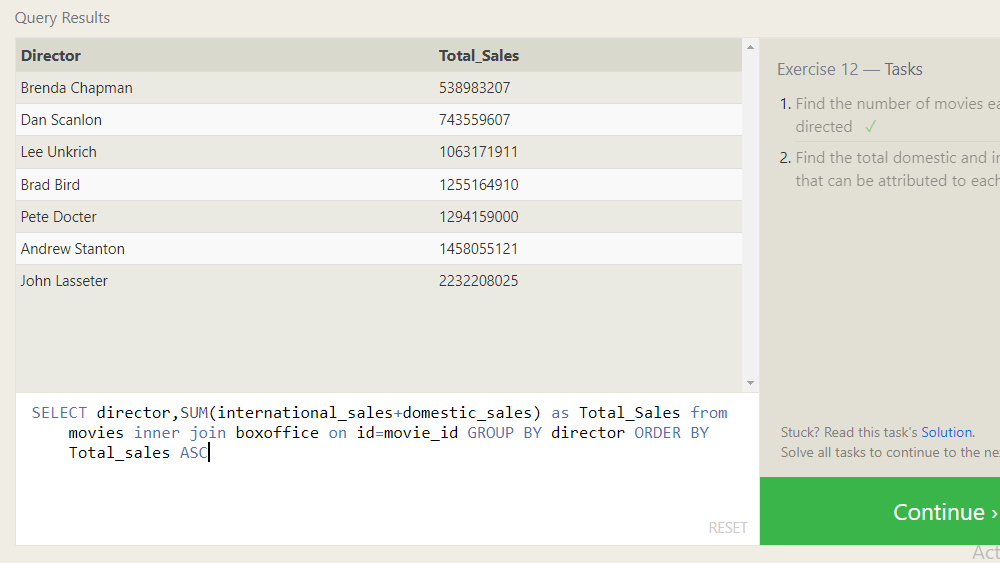 Query Results
Director Total_Sales
Brenda Chapman 538983207
Dan Scanlon 743559607
Lee Unkrich 1063171911
Brad Bird 1255164910
Pete Docter 1294159000
Andrew Stanton 1458055121
John Lasseter 2232208025
SELECT director,SUM(international_sales+domestic_sales) as Total_Sales from
movies inner join boxoffice on id=movie_id GROUP BY director ORDER BY
Total_sales ASC
RESET
Exercise 12 — Tasks
1. Find the number of movies ea
directed ✓
2. Find the total domestic and in
that can be attributed to each
Stuck? Read this task's Solution.
Solve all tasks to continue to the ne
Continue ›
Act